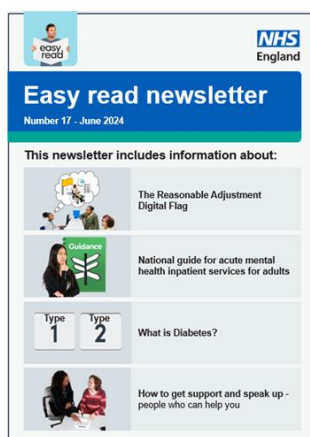 easy
read
NHS
England
Easy read newsletter
Number 17 - June 2024
This newsletter includes information about:
The Reasonable Adjustment
Digital Flag
Guidance
National guide for acute mental
health inpatient services for adults
Type Type
1 2
What is Diabetes?
How to get support and speak up -
people who can help you